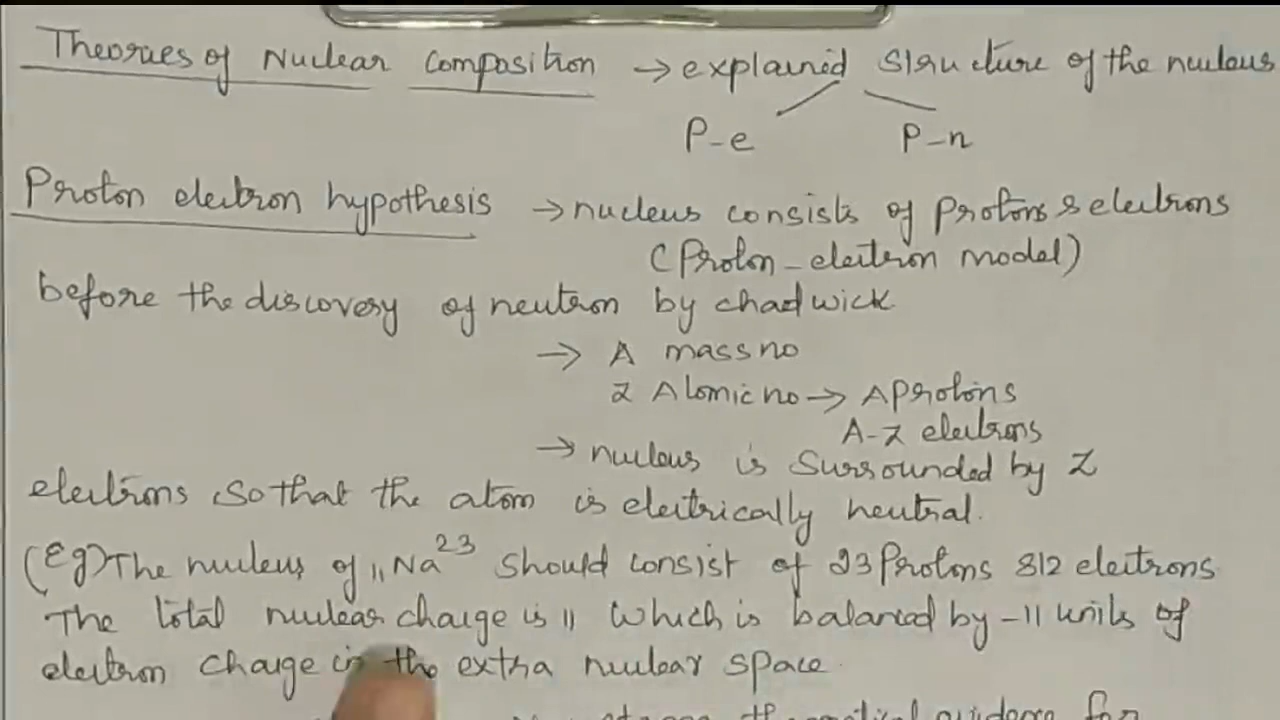 Theories of Nuclear composition → explained structure of the nucleus
P-e P-n
Proton electron hypothesis → nucleus consists of protons & electrons
(Proton-electron model)
before the discovery of neutron by chadwick
→ A mass no
Z Atomic no → A protons
A-Z electrons
→ nucleus is surrounded by Z
electrons so that the atom is electrically neutral.
(Eg) The nucleus of ₁₁Na²³ should consist of 23 Protons & 12 electrons
The total nuclear charge is 11 which is balanced by -11 units of
electron charge in the extra nuclear space.